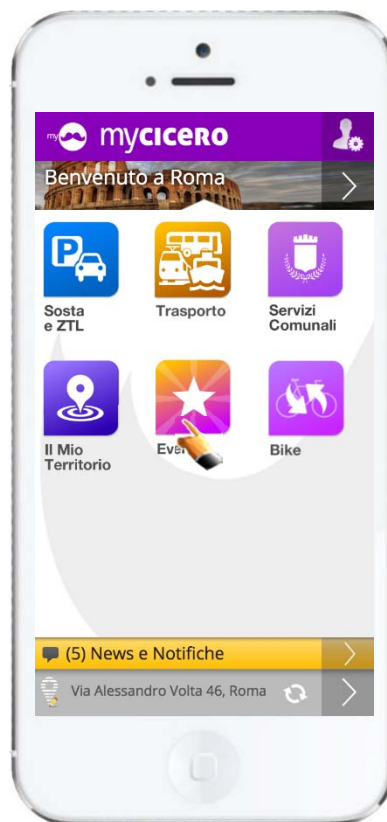 my mycicero
Benvenuto a Roma
P
Sosta
e ZTL
Trasporto
Servizi
Comunali
Il Mio
Territorio
Bike
(5) News e Notifiche
Via Alessandro Volta 46, Roma